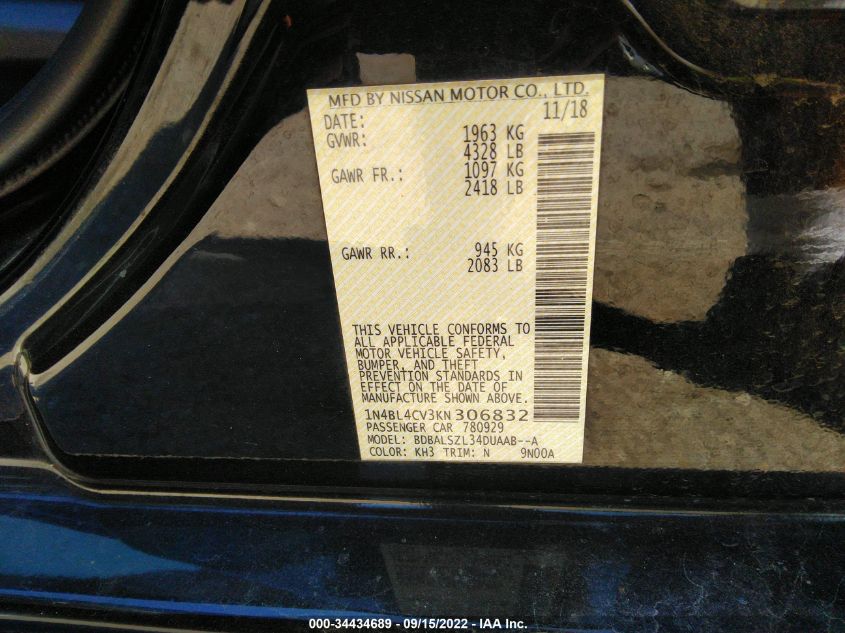 MFD BY NISSAN MOTOR CO., LTD.
DATE: 11/18
GVWR: 1963 KG
4328 LB
GAWR FR.: 1097 KG
2418 LB
GAWR RR.: 945 KG
2083 LB
THIS VEHICLE CONFORMS TO
ALL APPLICABLE FEDERAL
MOTOR VEHICLE SAFETY,
BUMPER, AND THEFT
PREVENTION STANDARDS IN
EFFECT ON THE DATE OF
MANUFACTURE SHOWN ABOVE.
1N4BL4CV3KN306832
PASSENGER CAR 780929
MODEL: BDBALSZL34DUAAB--A
COLOR: KH3 TRIM: N 9N00A
000-34434689 - 09/15/2022 - IAA Inc.